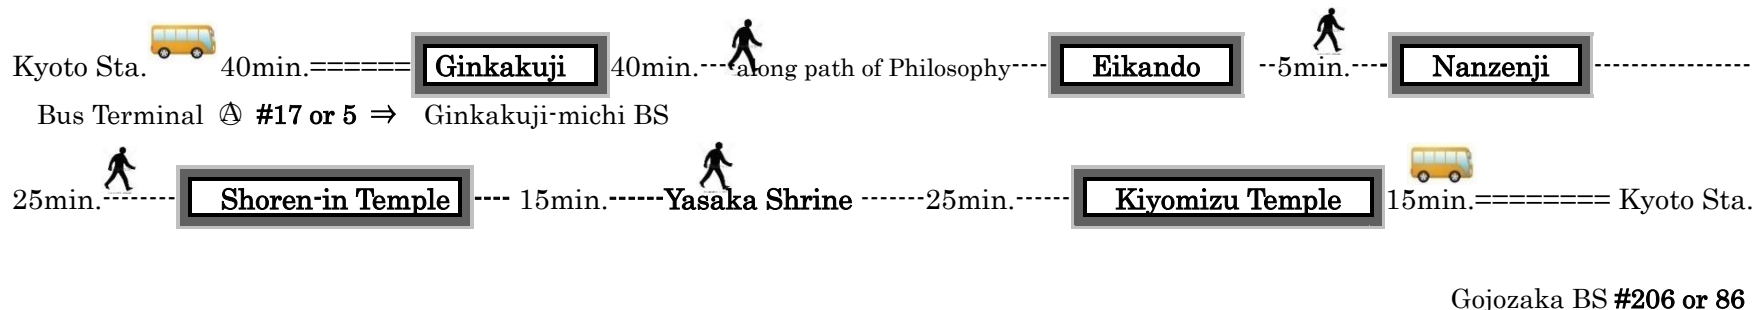 Kyoto Sta. 40min.====== Ginkakuji 40min.----along path of Philosophy---- Eikando --5min.---- Nanzenji ------------------
Bus Terminal Ⓐ #17 or 5 ⇒ Ginkakuji-michi BS
25min.-------- Shoren-in Temple ---- 15min.------Yasaka Shrine -------25min.------ Kiyomizu Temple 15min.======== Kyoto Sta.
Gojozaka BS #206 or 86